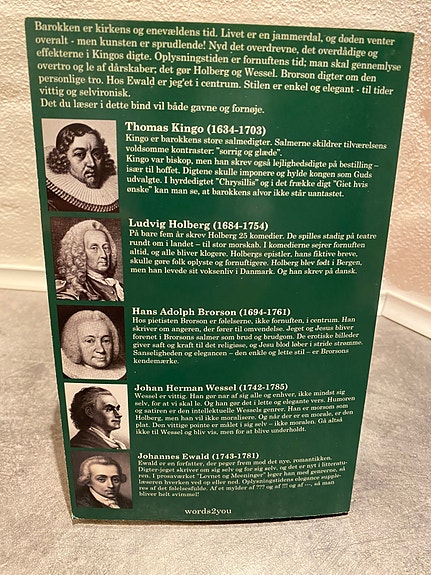 Barokken er kirkens og enevældens tid. Livet er en jammerdal, og døden venter
overalt - men kunsten er sprudlende! Nyd det overdrevne, det overdådige og
effekterne i Kingos digte. Oplysningstiden er fornuftens tid; man skal gennemlyse
overtro og le af dårskaber; det gør Holberg og Wessel. Brorson digter om den
personlige tro. Hos Ewald er jeg'et i centrum. Stilen er enkel og elegant - til tider
vittig og selvironisk.
Det du læser i dette bind vil både gavne og fornøje.
Thomas Kingo (1634-1703)
Kingo er barokkens store salmedigter. Salmerne skildrer tilværelsens
voldsomme kontraster: "sorrig og glæde".
Kingo var biskop, men han skrev også lejlighedsdigte på bestilling –
især til hoffet. Digtene skulle imponere og hylde kongen som Guds
udvalgte. I hyrdedigtet "Chrysillis" og i det frække digt "Giet hvis
ønske" kan man se, at barokkens alvor ikke står uantastet.
Ludvig Holberg (1684-1754)
På bare fem år skrev Holberg 25 komedier. De spilles stadig på teatre
rundt om i landet – til stor morskab. I komedierne sejrer fornuften
altid, og alle bliver klogere. Holbergs epistler, hans fiktive breve,
skulle gøre folk oplyste og fornuftigere. Holberg blev født i Bergen,
men han levede sit voksenliv i Danmark. Og han skrev på dansk.
Hans Adolph Brorson (1694-1761)
Hos pietisten Brorson er følelserne, ikke fornuften, i centrum. Han
skriver om angeren, der fører til omvendelse. Jeget og Jesus bliver
forenet i Brorsons salmer som brud og brudgom. De erotiske billeder
giver saft og kraft til det religiøse, og Jesu blod løber i stride strømme.
Sanseligheden og elegancen – den enkle og lette stil – er Brorsons
kendemærke.
Johan Herman Wessel (1742-1785)
Wessel er vittig. Han gør nar af sig alle og enhver, ikke mindst sig
selv, for at vi skal le. Og han gør det i lette og elegante vers. Humoren
og satiren er den intellektuelle Wessels genrer. Han er morsom som
Holberg, men han vil ikke moralisere. Og når der er en morale, er den
plat. Den vittige pointe er målet i sig selv – ikke moralen. Gå altså
ikke til Wessel og bliv vis, men for at blive underholdt.
Johannes Ewald (1743-1781)
Ewald er en forfatter, der peger frem mod det nye, romantikken.
Digter-jeget skriver om sig selv og for sig selv, og det er nyt i litteratu-
ren. I prosaværket "Levnet og Meeninger" leger han med genrerne, så
læseren hverken ved op eller ned. Oplysningstidens elegance supple-
res af det følelsesfulde. Af et mylder af ??? og af !!! og af ---, så man
bliver helt svimmel!
words2you